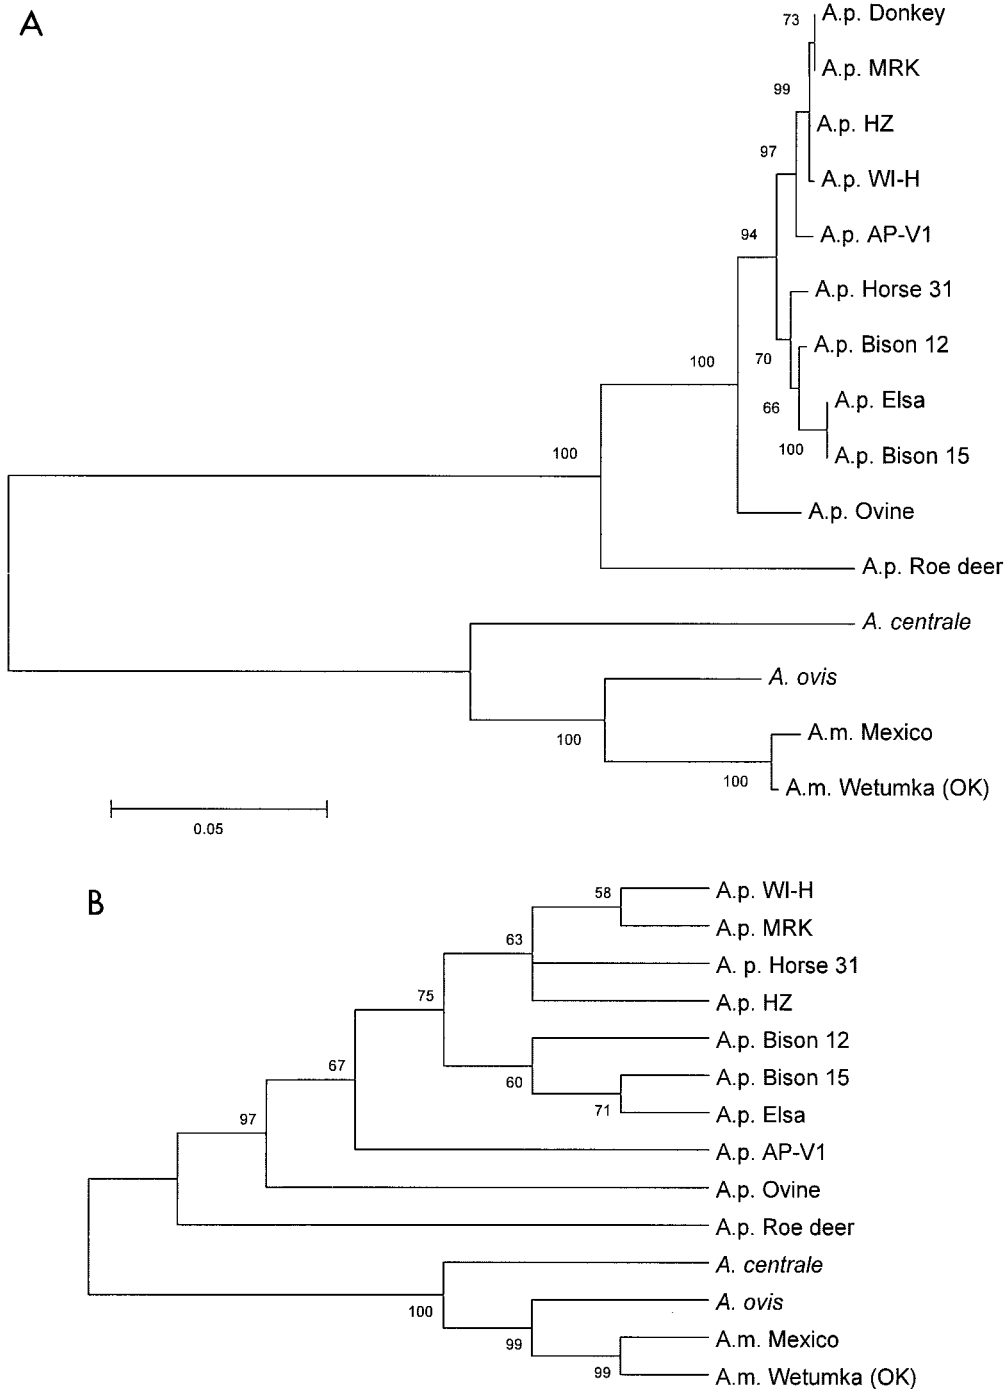 A
73
A.p. Donkey
A.p. MRK
99
A.p. HZ
97
A.p. WI-H
94
A.p. AP-V1
A.p. Horse 31
A.p. Bison 12
70
100
A.p. Elsa
66
100
A.p. Bison 15
100
A.p. Ovine
A.p. Roe deer
A. centrale
A. ovis
100
A.m. Mexico
100
A.m. Wetumka (OK)
0.05
B
58
A.p. WI-H
A.p. MRK
63
A. p. Horse 31
75
A.p. HZ
A.p. Bison 12
67
60
A.p. Bison 15
71
A.p. Elsa
97
A.p. AP-V1
A.p. Ovine
A.p. Roe deer
A. centrale
100
A. ovis
99
A.m. Mexico
99
A.m. Wetumka (OK)